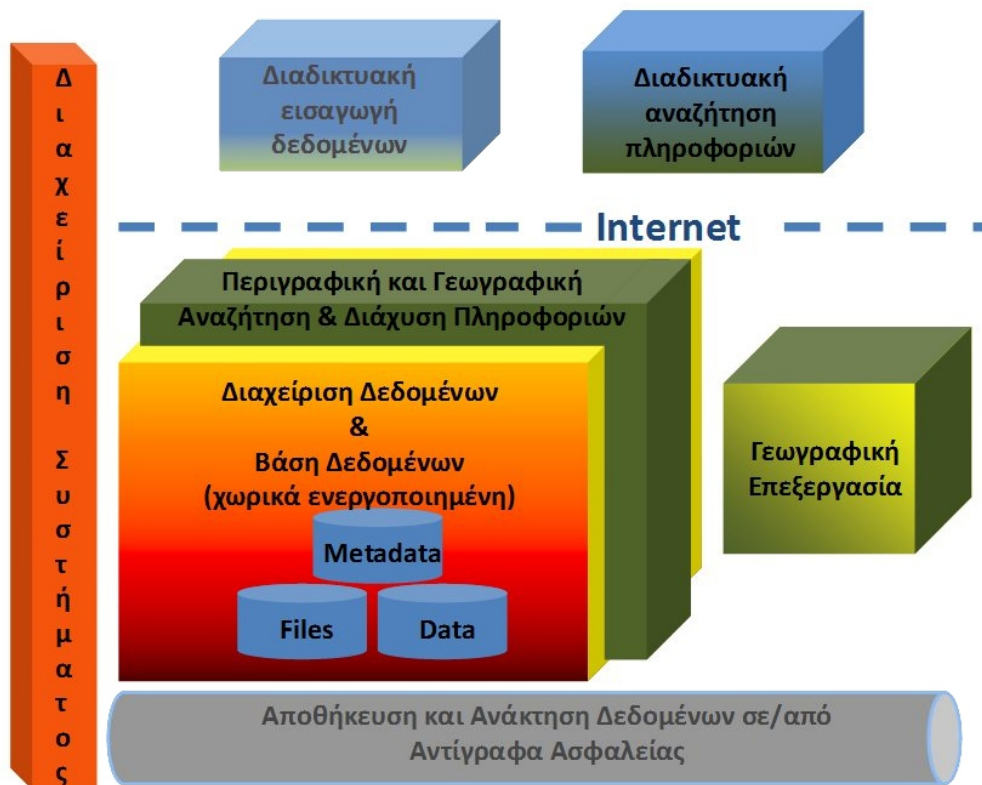 Διαχείριση Συστήματος
Διαδικτυακή
εισαγωγή
δεδομένων
Διαδικτυακή
αναζήτηση
πληροφοριών
Internet
Περιγραφική και Γεωγραφική
Αναζήτηση & Διάχυση Πληροφοριών
Διαχείριση Δεδομένων
&
Βάση Δεδομένων
(χωρικά ενεργοποιημένη)
Metadata
Files
Data
Γεωγραφική
Επεξεργασία
Αποθήκευση και Ανάκτηση Δεδομένων σε/από
Αντίγραφα Ασφαλείας